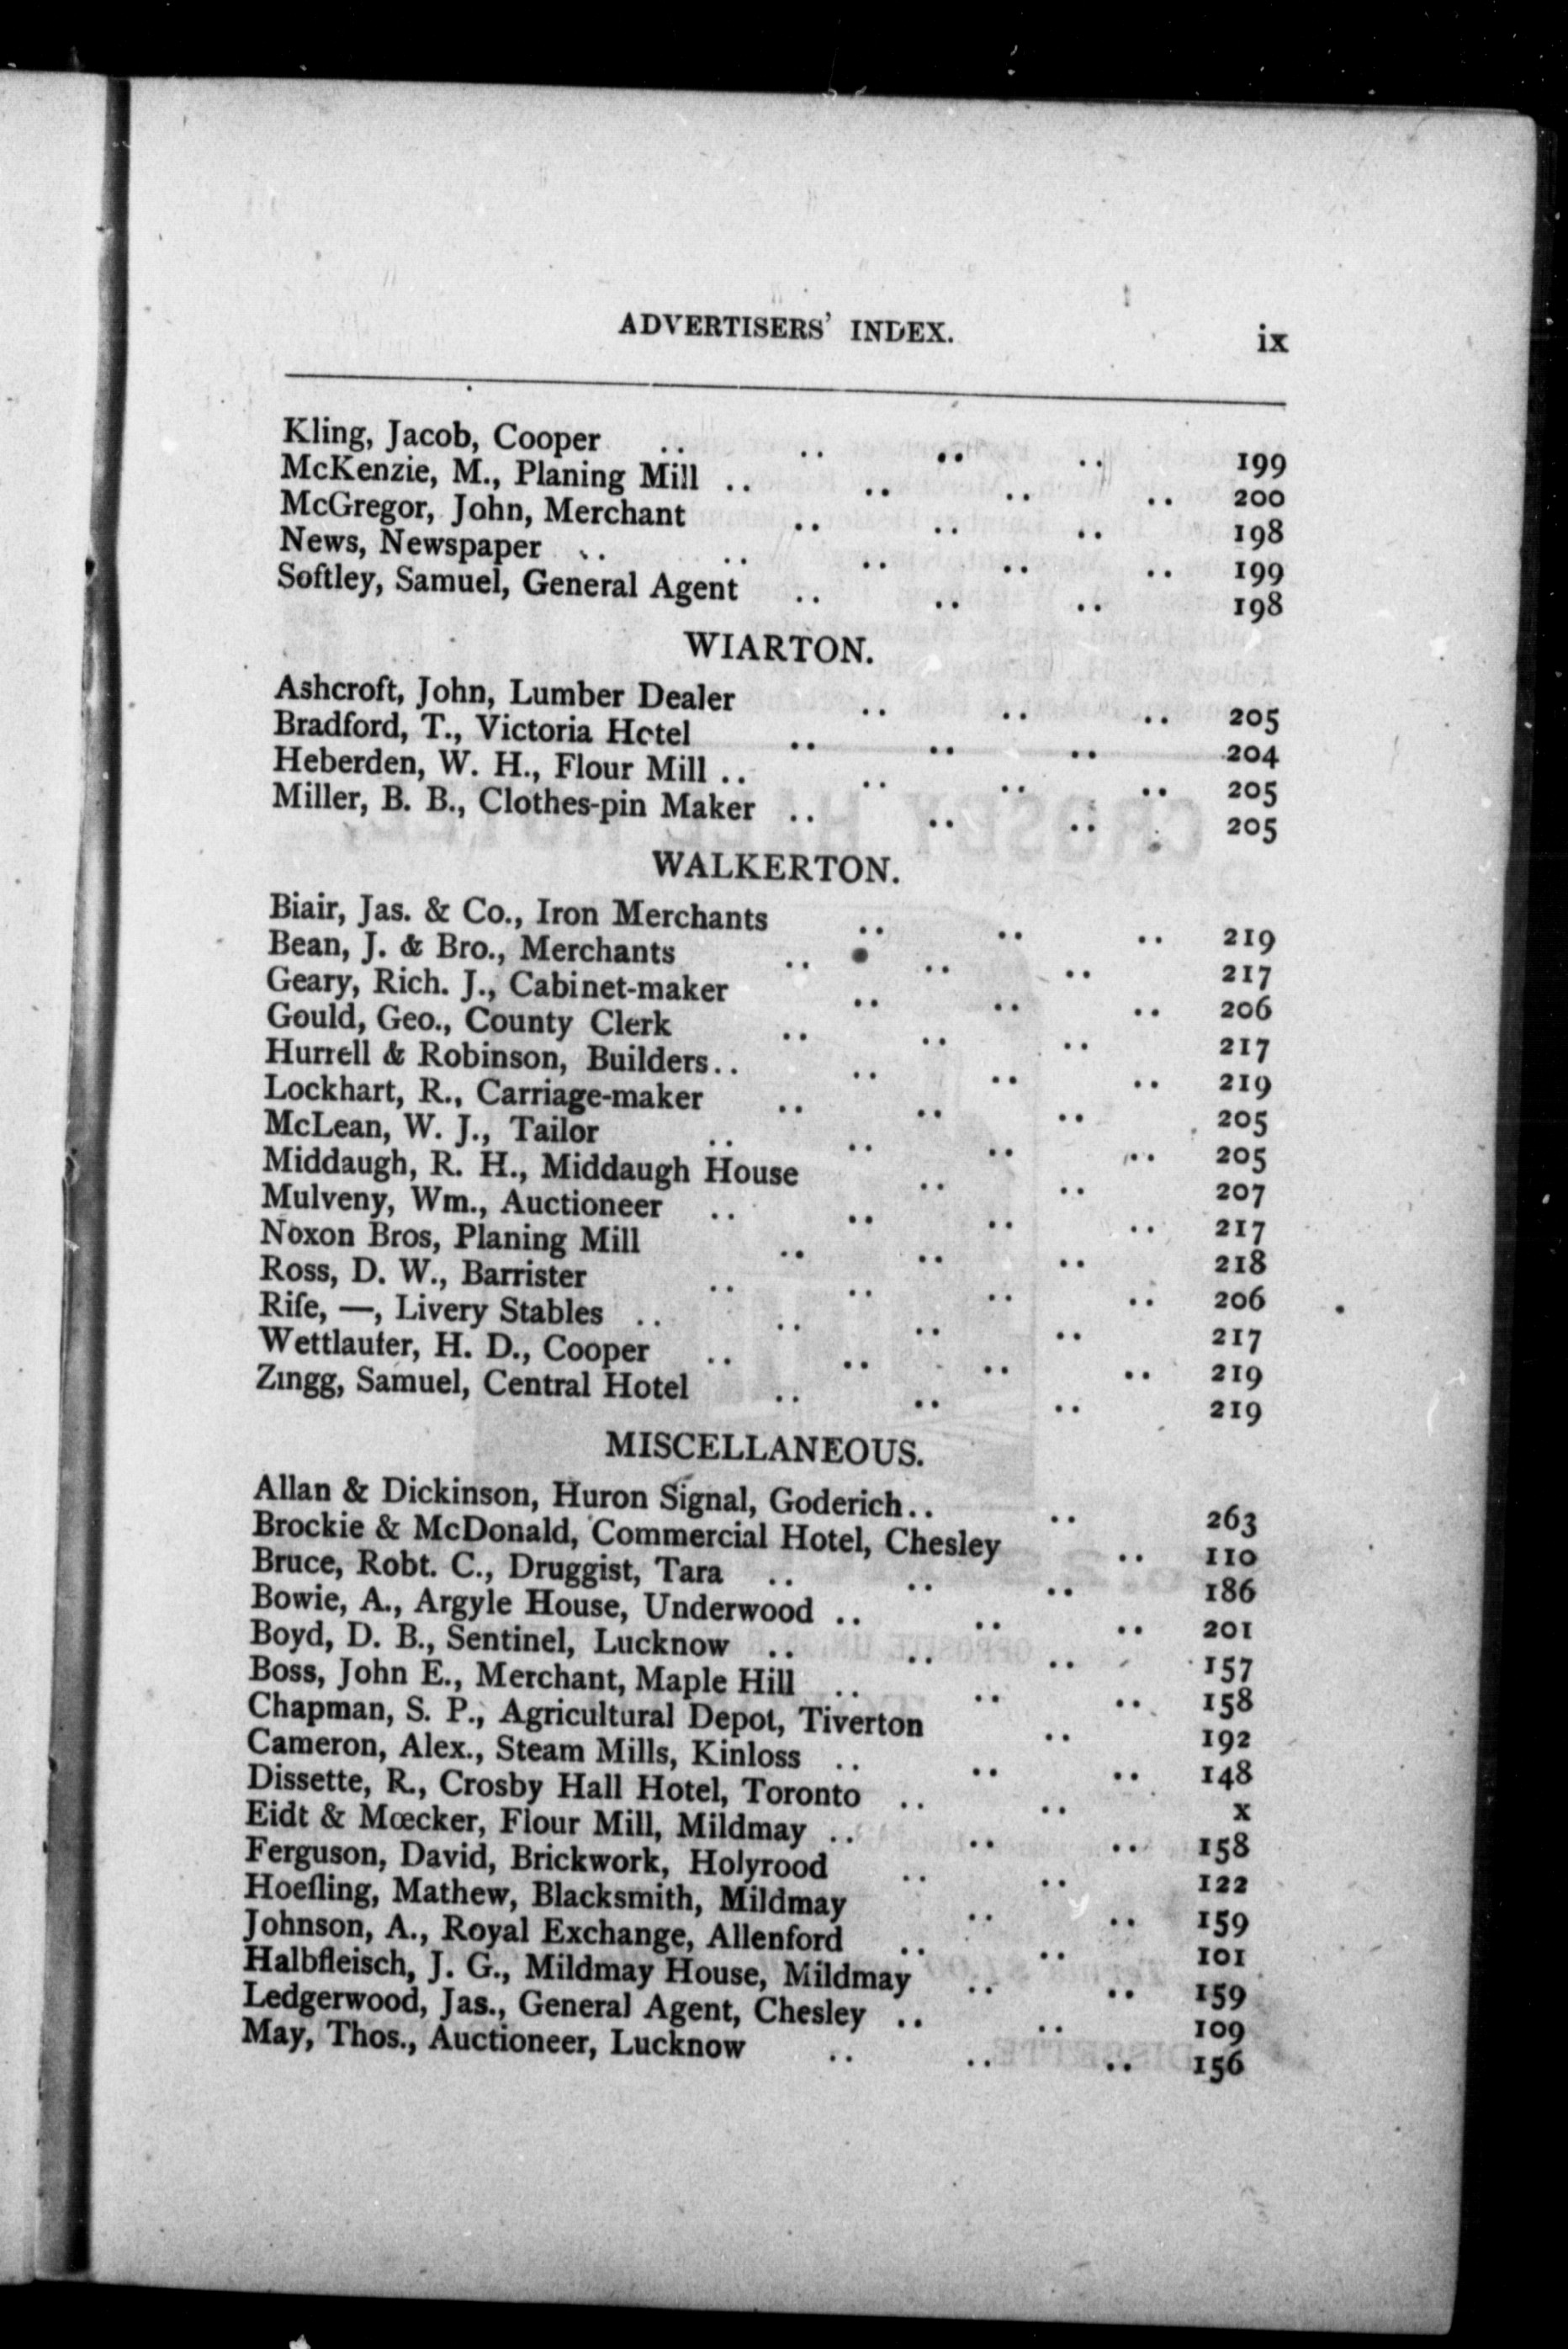 ADVERTISERS' INDEX. ix
Kling, Jacob, Cooper .. .. .. .. 199
McKenzie, M., Planing Mill .. .. .. .. 200
McGregor, John, Merchant .. .. .. 198
News, Newspaper .. .. .. .. .. 199
Softley, Samuel, General Agent .. .. .. 198
WIARTON.
Ashcroft, John, Lumber Dealer .. .. .. 205
Bradford, T., Victoria Hotel .. .. .. 204
Heberden, W. H., Flour Mill .. .. .. .. 205
Miller, B. B., Clothes-pin Maker .. .. .. 205
WALKERTON.
Biair, Jas. & Co., Iron Merchants .. .. .. 219
Bean, J. & Bro., Merchants .. .. .. 217
Geary, Rich. J., Cabinet-maker .. .. .. 206
Gould, Geo., County Clerk .. .. .. 217
Hurrell & Robinson, Builders.. .. .. .. 219
Lockhart, R., Carriage-maker .. .. .. 205
McLean, W. J., Tailor .. .. .. .. 205
Middaugh, R. H., Middaugh House .. .. 207
Mulveny, Wm., Auctioneer .. .. .. .. 217
Noxon Bros, Planing Mill .. .. .. 218
Ross, D. W., Barrister .. .. .. .. 206
Rife, —, Livery Stables .. .. .. .. 217
Wettlaufer, H. D., Cooper .. .. .. .. 219
Zingg, Samuel, Central Hotel .. .. .. 219
MISCELLANEOUS.
Allan & Dickinson, Huron Signal, Goderich.. .. 263
Brockie & McDonald, Commercial Hotel, Chesley .. 110
Bruce, Robt. C., Druggist, Tara .. .. .. 186
Bowie, A., Argyle House, Underwood .. .. .. 201
Boyd, D. B., Sentinel, Lucknow .. .. .. 157
Boss, John E., Merchant, Maple Hill .. .. .. 158
Chapman, S. P., Agricultural Depot, Tiverton .. 192
Cameron, Alex., Steam Mills, Kinloss .. .. .. 148
Dissette, R., Crosby Hall Hotel, Toronto .. .. x
Eidt & Mœcker, Flour Mill, Mildmay .. .. .. 158
Ferguson, David, Brickwork, Holyrood .. .. 122
Hoefling, Mathew, Blacksmith, Mildmay .. .. 159
Johnson, A., Royal Exchange, Allenford .. .. 101
Halbfleisch, J. G., Mildmay House, Mildmay .. .. 159
Ledgerwood, Jas., General Agent, Chesley .. .. 109
May, Thos., Auctioneer, Lucknow .. .. .. 156